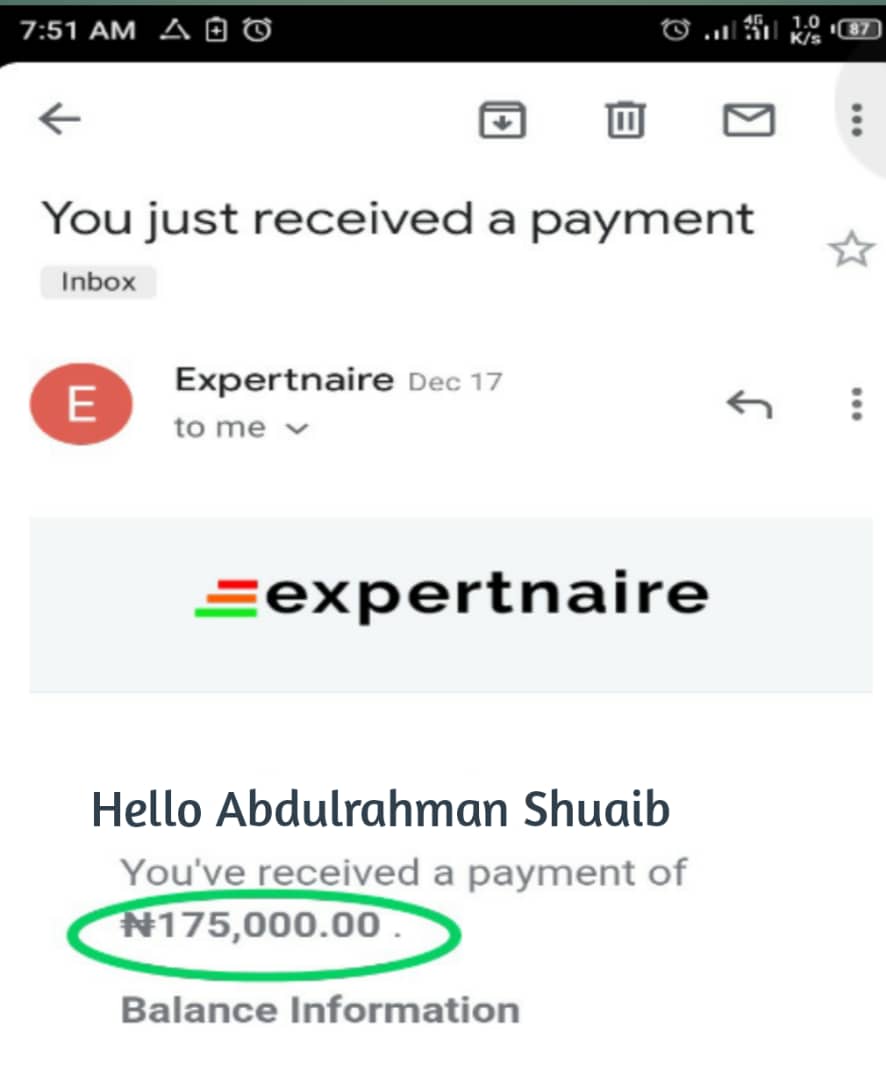 7:51 AM
4G
1.0
K/s
87
You just received a payment
Inbox
E
Expertnaire Dec 17
to me
expertnaire
Hello Abdulrahman Shuaib
You've received a payment of
₦175,000.00 .
Balance Information